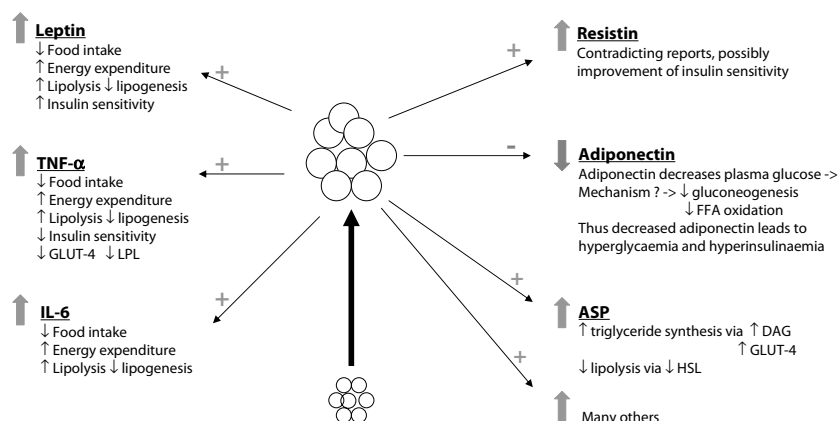 Leptin
↓ Food intake
↑ Energy expenditure
↑ Lipolysis ↓ lipogenesis
↑ Insulin sensitivity
+
TNF-α
↓ Food intake
↑ Energy expenditure
↑ Lipolysis ↓ lipogenesis
↓ Insulin sensitivity
↓ GLUT-4 ↓ LPL
+
IL-6
↓ Food intake
↑ Energy expenditure
↑ Lipolysis ↓ lipogenesis
+
Resistin
Contradicting reports, possibly
improvement of insulin sensitivity
+
Adiponectin
Adiponectin decreases plasma glucose ->
Mechanism ? -> ↓ gluconeogenesis
↓ FFA oxidation
Thus decreased adiponectin leads to
hyperglycaemia and hyperinsulinaemia
-
ASP
↑ triglyceride synthesis via ↑ DAG
↑ GLUT-4
↓ lipolysis via ↓ HSL
+
Many others
+